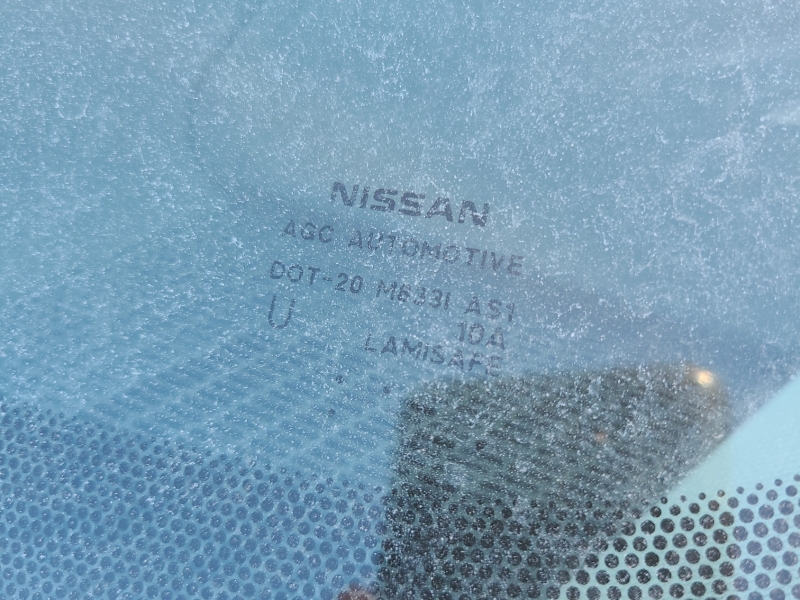 NISSAN
AGC AUTOMOTIVE
DOT-20 M633I AS1
U 10A
LAMISAFE